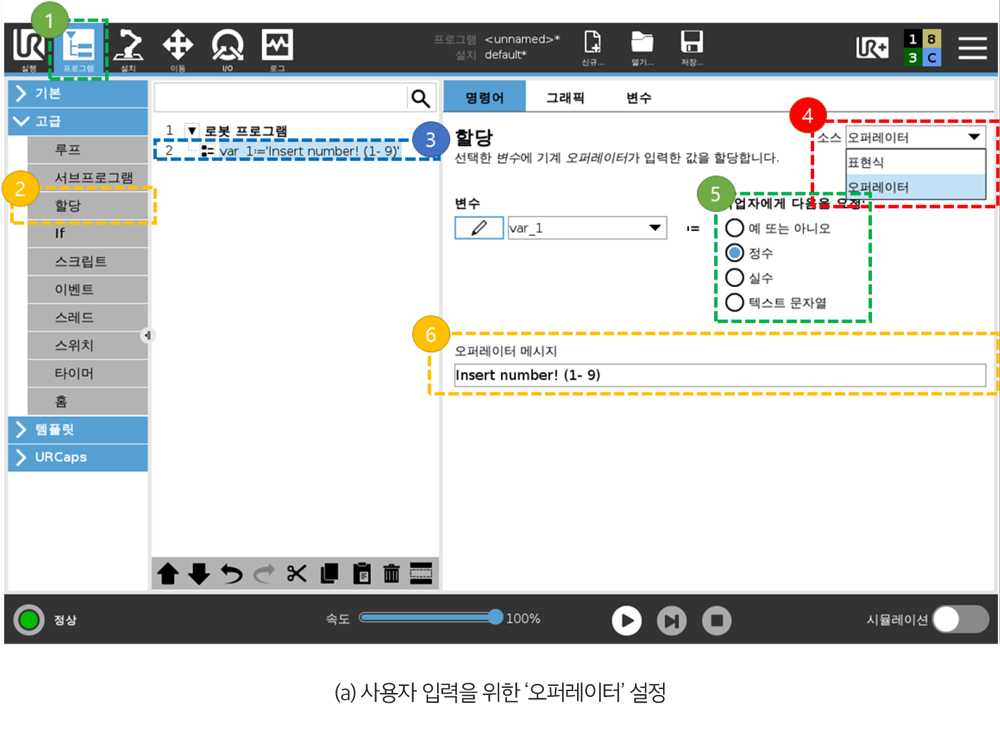 1
UR
실행
프로그램
설치
이동
I/O
로그
프로그램 <unnamed>*
설치 default*
신규...
열기...
저장...
UR+
1 8
3 C
기본
고급
루프
서브프로그램
2
할당
If
스크립트
이벤트
스레드
스위치
타이머
홈
템플릿
URCaps
1 ▼ 로봇 프로그램
2 var_1≔'Insert number! (1- 9)'
3
명령어 그래픽 변수
할당
선택한 변수에 기계 오퍼레이터가 입력한 값을 할당합니다.
4
소스 오퍼레이터
표현식
오퍼레이터
5
변수
var_1 ≔
업자에게 다음을 요청:
예 또는 아니오
정수
실수
텍스트 문자열
6
오퍼레이터 메시지
Insert number! (1- 9)
정상
속도 100%
시뮬레이션
(a) 사용자 입력을 위한 ‘오퍼레이터’ 설정